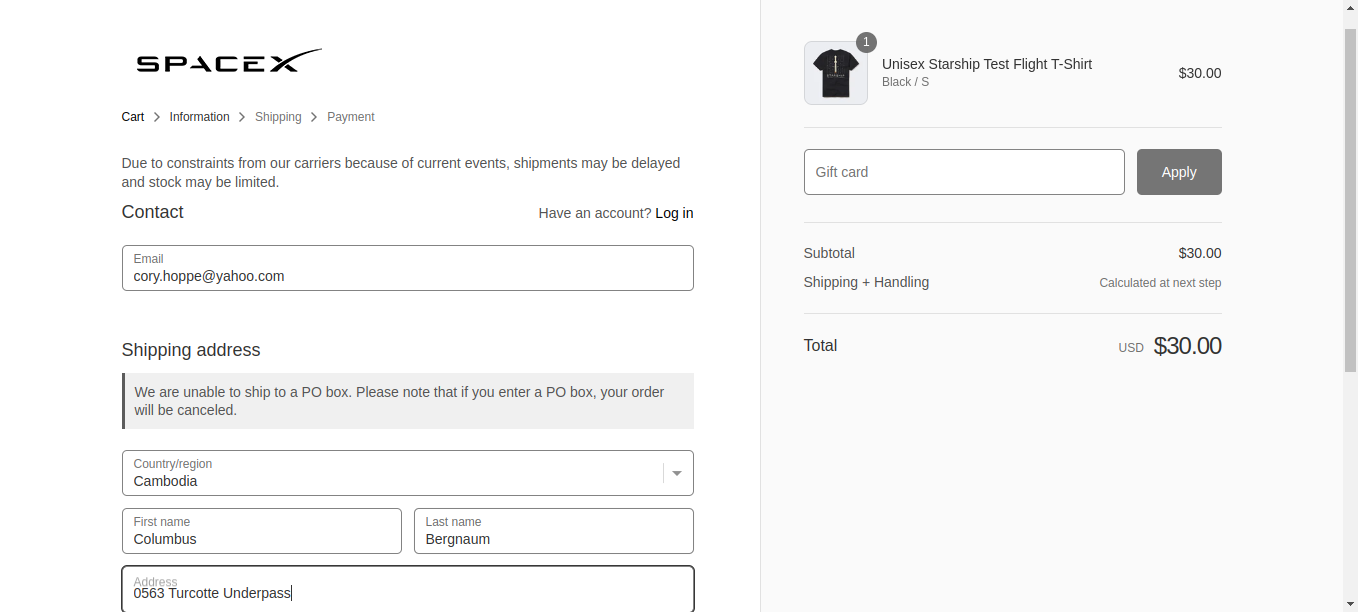 SPACEX
Cart > Information > Shipping > Payment
Due to constraints from our carriers because of current events, shipments may be delayed
and stock may be limited.
Contact
Have an account? Log in
Email
cory.hoppe@yahoo.com
Shipping address
We are unable to ship to a PO box. Please note that if you enter a PO box, your order
will be canceled.
Country/region
Cambodia
First name
Columbus
Last name
Bergnaum
Address
0563 Turcotte Underpass
1
Unisex Starship Test Flight T-Shirt
Black / S
$30.00
Gift card
Apply
Subtotal
$30.00
Shipping + Handling
Calculated at next step
Total
USD $30.00